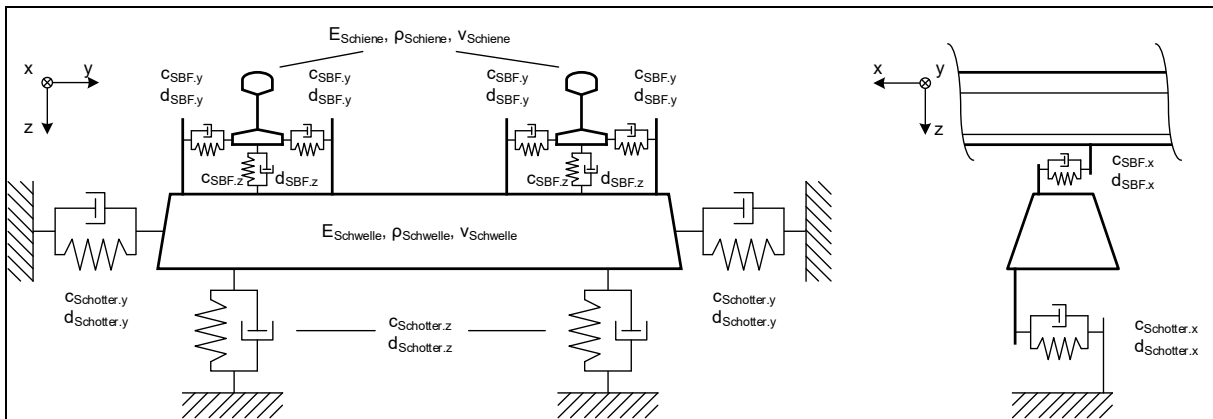 E_Schiene, ρ_Schiene, ν_Schiene
x
y
z
c_SBF.y
d_SBF.y
c_SBF.y
d_SBF.y
c_SBF.y
d_SBF.y
c_SBF.y
d_SBF.y
c_SBF.z
d_SBF.z
c_SBF.z
d_SBF.z
E_Schwelle, ρ_Schwelle, ν_Schwelle
c_Schotter.y
d_Schotter.y
c_Schotter.z
d_Schotter.z
c_Schotter.y
d_Schotter.y
x
y
z
c_SBF.x
d_SBF.x
c_Schotter.x
d_Schotter.x